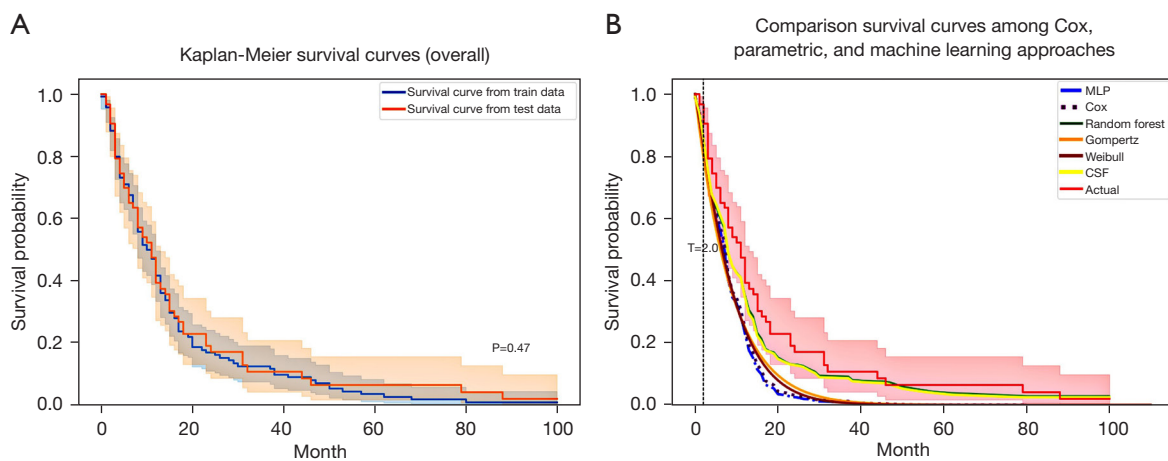 A
Kaplan-Meier survival curves (overall)
Survival probability
1.0
0.8
0.6
0.4
0.2
0.0
Survival curve from train data
Survival curve from test data
P=0.47
0 20 40 60 80 100
Month
B
Comparison survival curves among Cox,
parametric, and machine learning approaches
Survival probability
1.0
0.8
0.6
0.4
0.2
0.0
MLP
Cox
Random forest
Gompertz
Weibull
CSF
Actual
T=2.0
0 20 40 60 80 100
Month